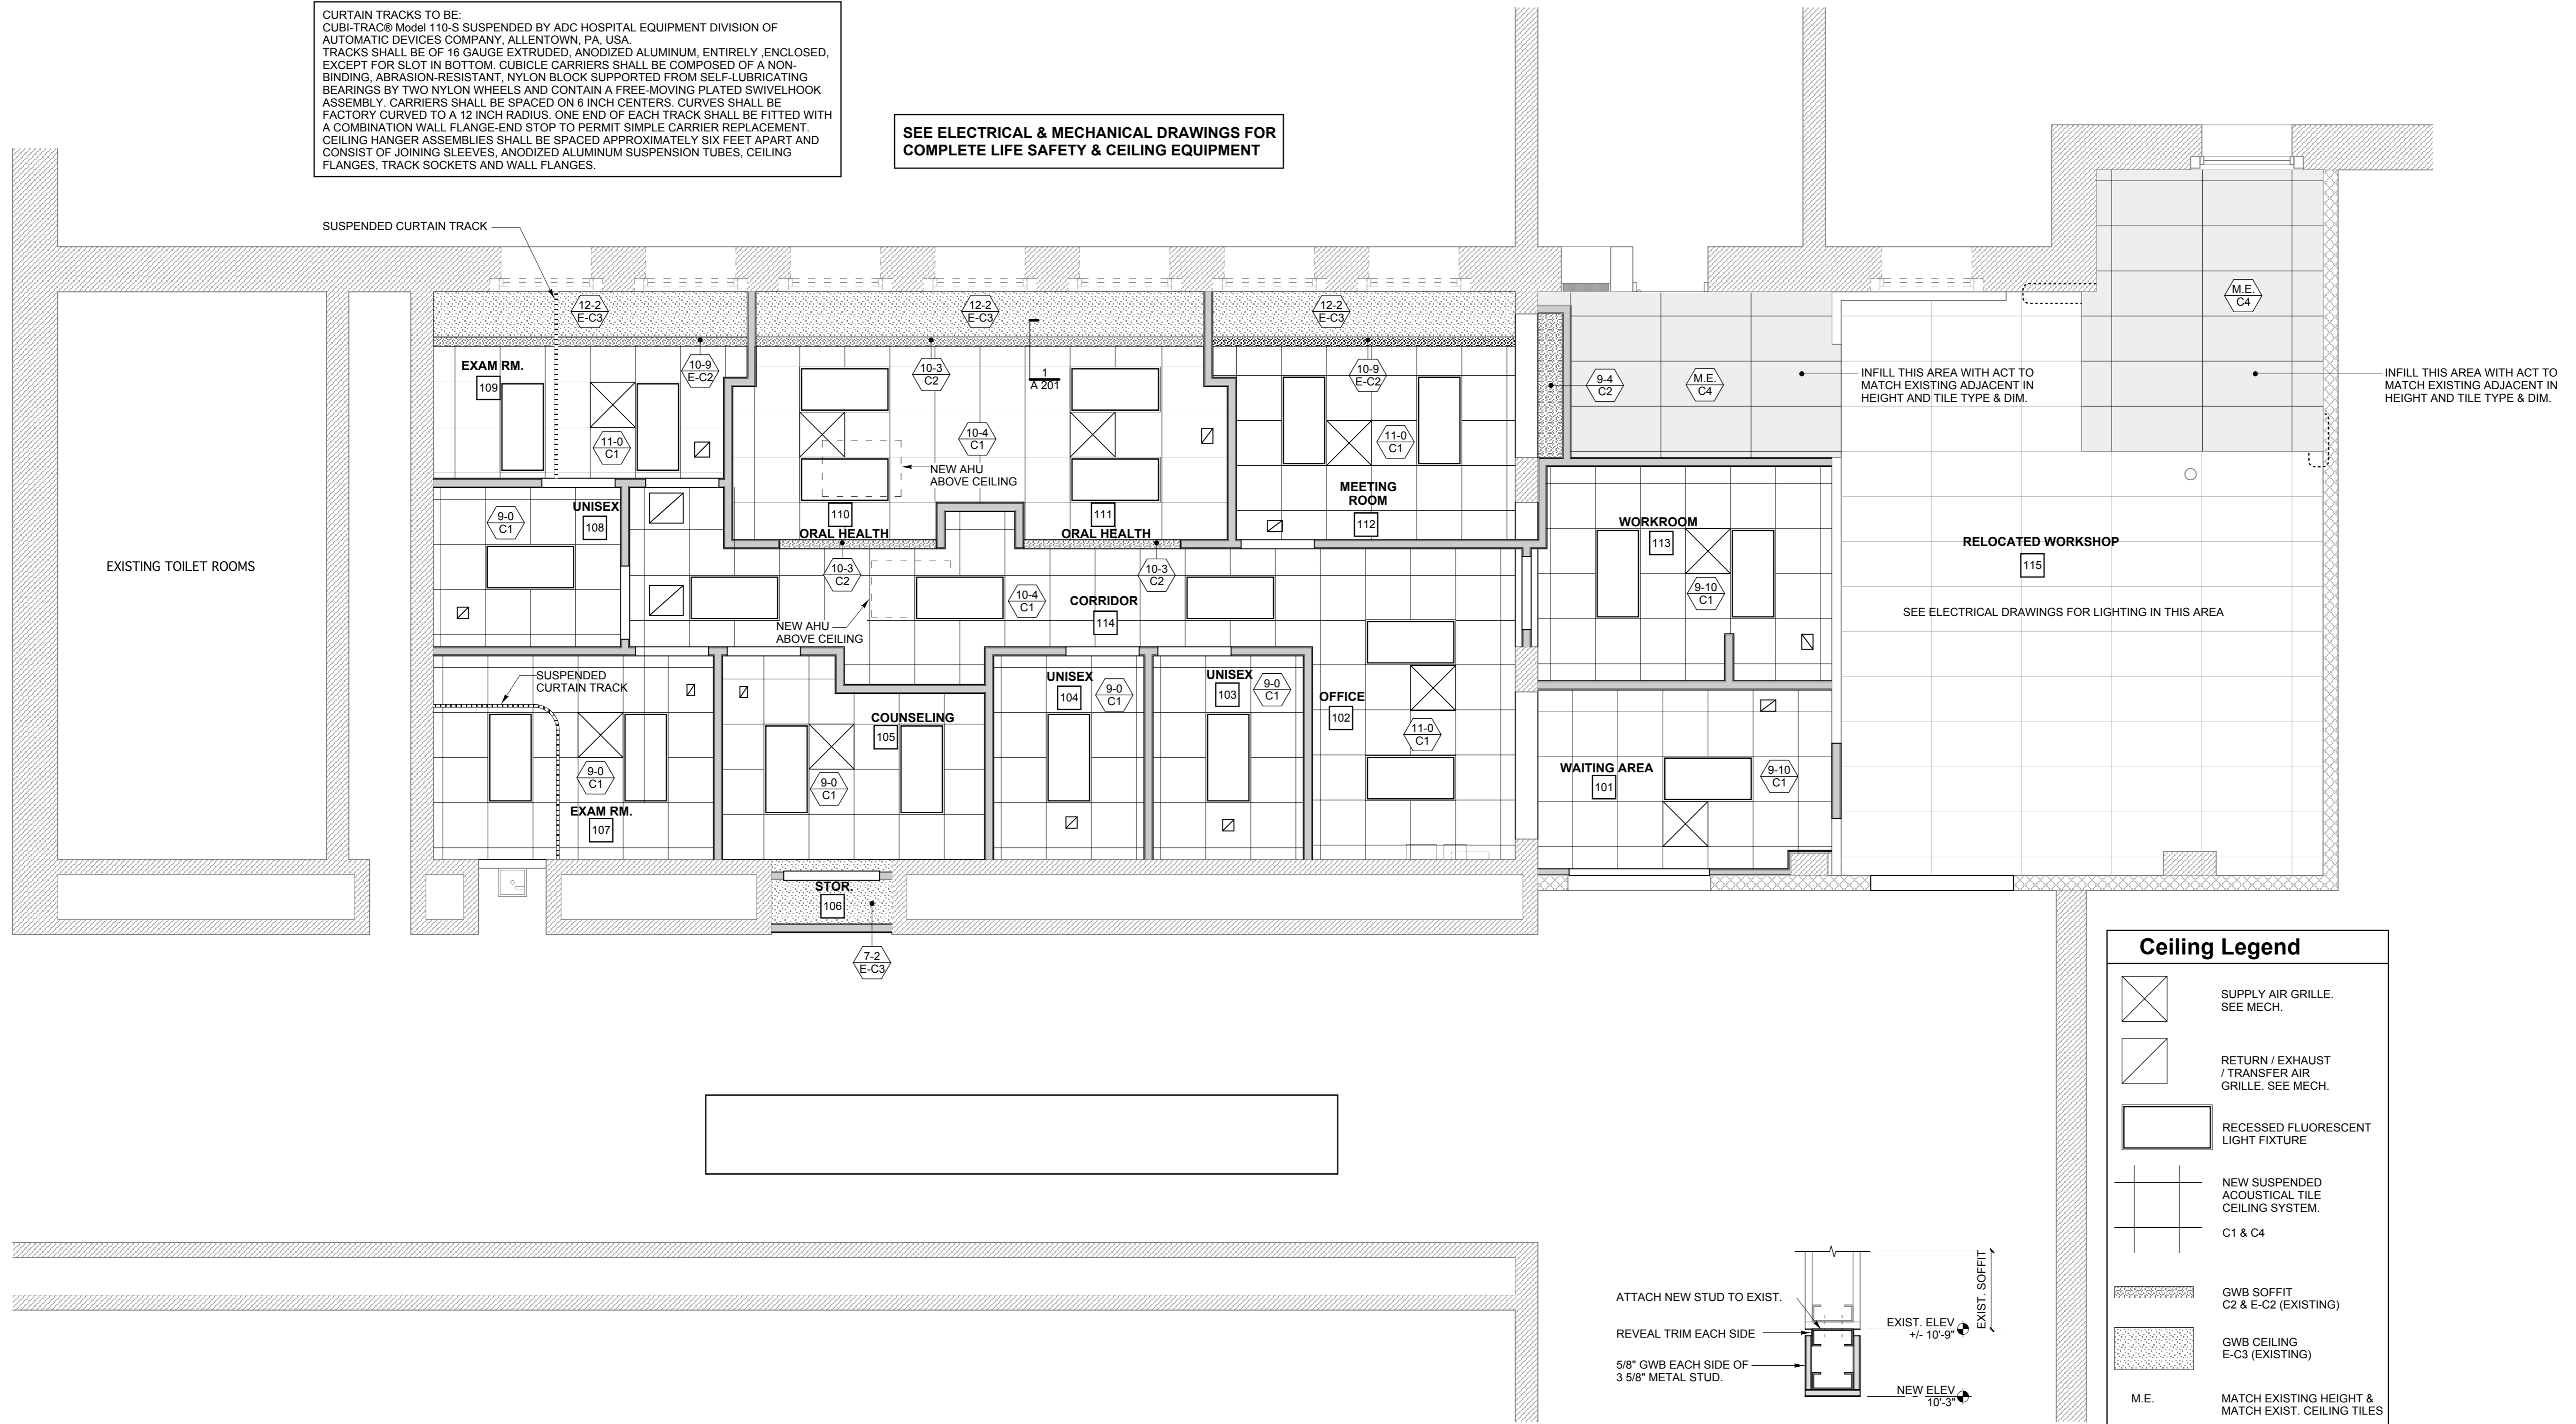 CURTAIN TRACKS TO BE:
CUBI-TRAC® Model 110-S SUSPENDED BY ADC HOSPITAL EQUIPMENT DIVISION OF
AUTOMATIC DEVICES COMPANY, ALLENTOWN, PA, USA.
TRACKS SHALL BE OF 16 GAUGE EXTRUDED, ANODIZED ALUMINUM, ENTIRELY ,ENCLOSED,
EXCEPT FOR SLOT IN BOTTOM. CUBICLE CARRIERS SHALL BE COMPOSED OF A NON-
BINDING, ABRASION-RESISTANT, NYLON BLOCK SUPPORTED FROM SELF-LUBRICATING
BEARINGS BY TWO NYLON WHEELS AND CONTAIN A FREE-MOVING PLATED SWIVELHOOK
ASSEMBLY. CARRIERS SHALL BE SPACED ON 6 INCH CENTERS. CURVES SHALL BE
FACTORY CURVED TO A 12 INCH RADIUS. ONE END OF EACH TRACK SHALL BE FITTED WITH
A COMBINATION WALL FLANGE-END STOP TO PERMIT SIMPLE CARRIER REPLACEMENT.
CEILING HANGER ASSEMBLIES SHALL BE SPACED APPROXIMATELY SIX FEET APART AND
CONSIST OF JOINING SLEEVES, ANODIZED ALUMINUM SUSPENSION TUBES, CEILING
FLANGES, TRACK SOCKETS AND WALL FLANGES.
SEE ELECTRICAL & MECHANICAL DRAWINGS FOR
COMPLETE LIFE SAFETY & CEILING EQUIPMENT
SUSPENDED CURTAIN TRACK
12-2
E-C3
12-2
E-C3
12-2
E-C3
M.E.
C4
EXAM RM.
109
10-9
E-C2
10-3
C2
1
A 201
10-9
E-C2
9-4
C2
M.E.
C4
INFILL THIS AREA WITH ACT TO
MATCH EXISTING ADJACENT IN
HEIGHT AND TILE TYPE & DIM.
INFILL THIS AREA WITH ACT TO
MATCH EXISTING ADJACENT IN
HEIGHT AND TILE TYPE & DIM.
11-0
C1
10-4
C1
11-0
C1
NEW AHU
ABOVE CEILING
MEETING
ROOM
112
9-0
C1
UNISEX
108
110
ORAL HEALTH
111
ORAL HEALTH
WORKROOM
113
RELOCATED WORKSHOP
115
EXISTING TOILET ROOMS
10-3
C2
10-3
C2
10-4
C1
CORRIDOR
114
9-10
C1
SEE ELECTRICAL DRAWINGS FOR LIGHTING IN THIS AREA
NEW AHU
ABOVE CEILING
SUSPENDED
CURTAIN TRACK
UNISEX
104
9-0
C1
UNISEX
103
9-0
C1
OFFICE
102
COUNSELING
105
11-0
C1
9-0
C1
9-0
C1
WAITING AREA
101
9-10
C1
EXAM RM.
107
STOR.
106
7-2
E-C3
Ceiling Legend
SUPPLY AIR GRILLE.
SEE MECH.
RETURN / EXHAUST
/ TRANSFER AIR
GRILLE. SEE MECH.
RECESSED FLUORESCENT
LIGHT FIXTURE
NEW SUSPENDED
ACOUSTICAL TILE
CEILING SYSTEM.
C1 & C4
GWB SOFFIT
C2 & E-C2 (EXISTING)
GWB CEILING
E-C3 (EXISTING)
M.E. MATCH EXISTING HEIGHT &
MATCH EXIST. CEILING TILES
ATTACH NEW STUD TO EXIST.
REVEAL TRIM EACH SIDE
5/8" GWB EACH SIDE OF
3 5/8" METAL STUD.
EXIST. SOFFIT
EXIST. ELEV
+/- 10'-9"
NEW ELEV
10'-3"